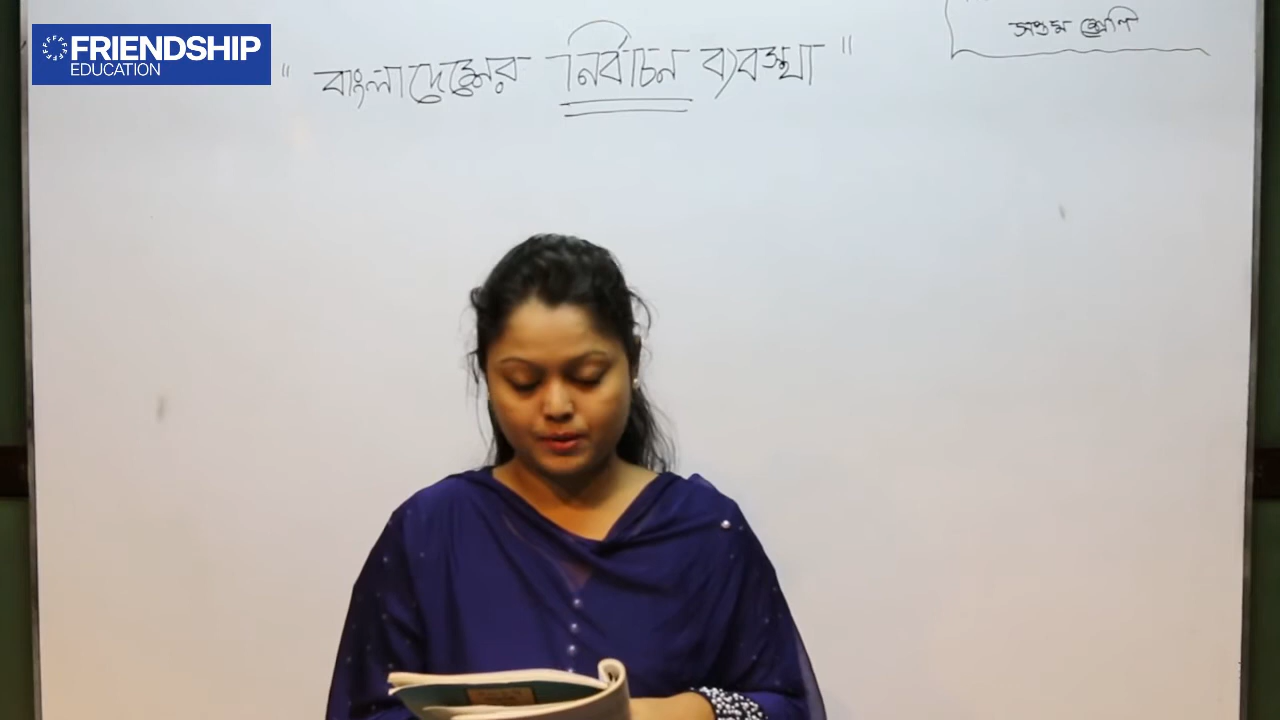 FRIENDSHIP
EDUCATION
" বাংলাদেশের নির্বাচন ব্যবস্থা "
সপ্তম শ্রেণি